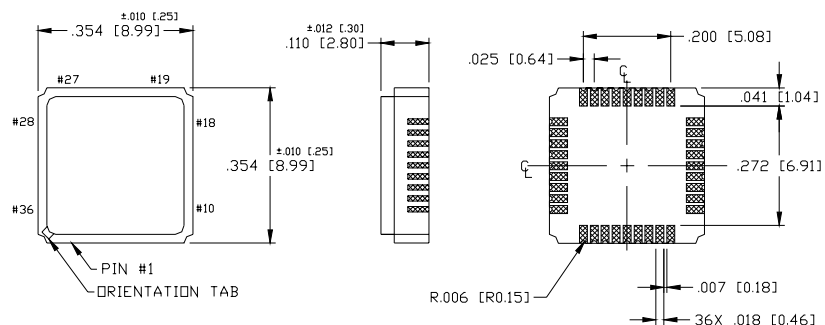 ±.010 [.25]
.354 [8.99]
#27
#19
#28
#18
±.010 [.25]
.354 [8.99]
#36
#10
PIN #1
ORIENTATION TAB
±.012 [.30]
.110 [2.80]
.200 [5.08]
.025 [0.64]
CL
.041 [1.04]
CL
.272 [6.91]
.007 [0.18]
R.006 [R0.15]
36X .018 [0.46]